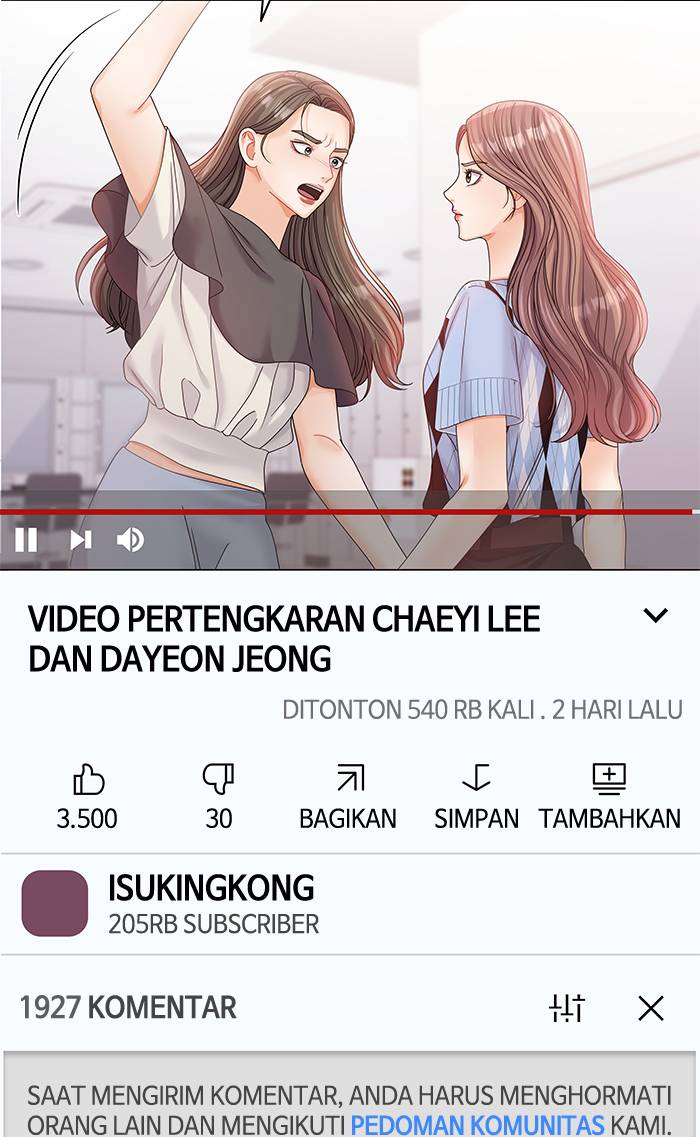 VIDEO PERTENGKARAN CHAEYI LEE
DAN DAYEON JEONG
DITONTON 540 RB KALI . 2 HARI LALU
3.500 30 BAGIKAN SIMPAN TAMBAHKAN
ISUKINGKONG
205RB SUBSCRIBER
1927 KOMENTAR
SAAT MENGIRIM KOMENTAR, ANDA HARUS MENGHORMATI
ORANG LAIN DAN MENGIKUTI PEDOMAN KOMUNITAS KAMI.